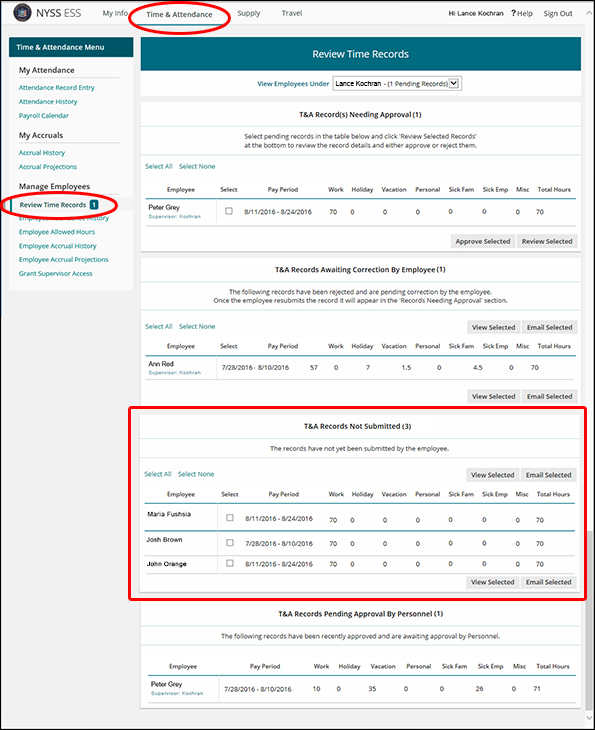 NYSS ESS My Info Time & Attendance Supply Travel Hi Lance Kochran ? Help Sign Out
Time & Attendance Menu
My Attendance
Attendance Record Entry
Attendance History
Payroll Calendar
My Accruals
Accrual History
Accrual Projections
Manage Employees
Review Time Records 1
History
Employee Allowed Hours
Employee Accrual History
Employee Accrual Projections
Grant Supervisor Access
Review Time Records
View Employees Under Lance Kochran - (1 Pending Records)
T&A Record(s) Needing Approval (1)
Select pending records in the table below and click 'Review Selected Records'
at the bottom to review the record details and either approve or reject them.
Select All Select None
Employee Select Pay Period Work Holiday Vacation Personal Sick Fam Sick Emp Misc Total Hours
Peter Grey 8/11/2016 - 8/24/2016 70 0 0 0 0 0 0 70
Supervisor: Kochran
Approve Selected Review Selected
T&A Records Awaiting Correction By Employee (1)
The following records have been rejected and are pending correction by the employee.
Once the employee resubmits the record it will appear in the 'Records Needing Approval' section.
Select All Select None View Selected Email Selected
Employee Select Pay Period Work Holiday Vacation Personal Sick Fam Sick Emp Misc Total Hours
Ann Red 7/28/2016 - 8/10/2016 57 0 7 1.5 0 4.5 0 70
Supervisor: Kochran
View Selected Email Selected
T&A Records Not Submitted (3)
The records have not yet been submitted by the employee.
Select All Select None View Selected Email Selected
Employee Select Pay Period Work Holiday Vacation Personal Sick Fam Sick Emp Misc Total Hours
Maria Fushsia 8/11/2016 - 8/24/2016 70 0 0 0 0 0 0 70
Josh Brown 7/28/2016 - 8/10/2016 70 0 0 0 0 0 0 70
John Orange 8/11/2016 - 8/24/2016 70 0 0 0 0 0 0 70
View Selected Email Selected
T&A Records Pending Approval By Personnel (1)
The following records have been recently approved and are awaiting approval by Personnel.
Employee Pay Period Work Holiday Vacation Personal Sick Fam Sick Emp Misc Total Hours
Peter Grey 7/28/2016 - 8/10/2016 10 0 35 0 0 26 0 71
Supervisor: Kochran